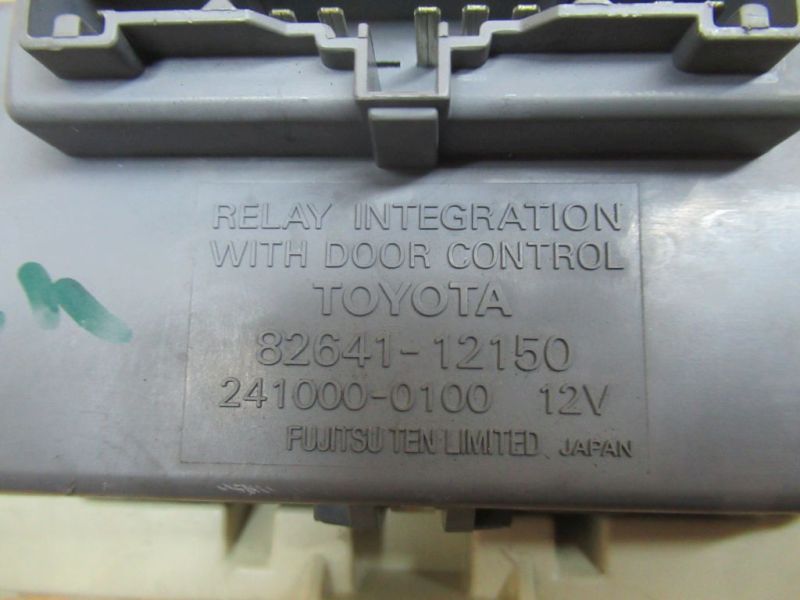 RELAY INTEGRATION
WITH DOOR CONTROL
TOYOTA
82641-12150
241000-0100 12V
FUJITSU TEN LIMITED JAPAN